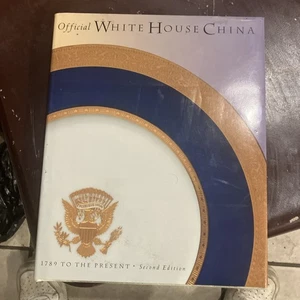 Official WHITE HOUSE CHINA
1789 TO THE PRESENT • Second Edition